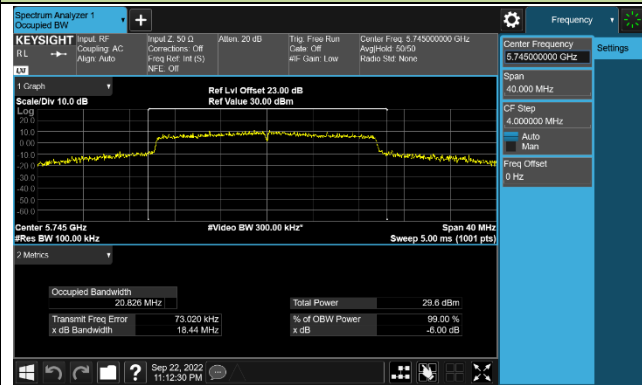 Spectrum Analyzer 1
Occupied BW
Frequency
KEYSIGHT
RL
Input: RF
Coupling: AC
Align: Auto
Input Z: 50 Ω
Corrections: Off
Freq Ref: Int (S)
NFE: Off
Atten: 20 dB
Trig: Free Run
Gate: Off
#IF Gain: Low
Center Freq: 5.745000000 GHz
Avg|Hold: 50/50
Radio Std: None
LXI
1 Graph
Scale/Div 10.0 dB
Ref Lvl Offset 23.00 dB
Ref Value 30.00 dBm
Log
20.0
10.0
0.00
-10.0
-20.0
-30.0
-40.0
-50.0
-60.0
Center 5.745 GHz
#Res BW 100.00 kHz
#Video BW 300.00 kHz*
Span 40 MHz
Sweep 5.00 ms (1001 pts)
2 Metrics
Occupied Bandwidth
20.826 MHz
Transmit Freq Error 73.020 kHz
x dB Bandwidth 18.44 MHz
Total Power 29.6 dBm
% of OBW Power 99.00 %
x dB -6.00 dB
Center Frequency
5.745000000 GHz
Span
40.000 MHz
CF Step
4.000000 MHz
Auto
Man
Freq Offset
0 Hz
Settings
Sep 22, 2022
11:12:30 PM